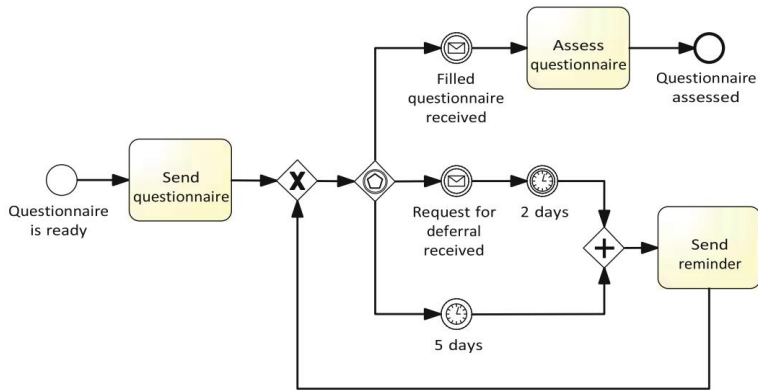 Questionnaire
is ready
Send
questionnaire
X
Filled
questionnaire
received
Assess
questionnaire
Questionnaire
assessed
Request for
deferral
received
2 days
5 days
Send
reminder